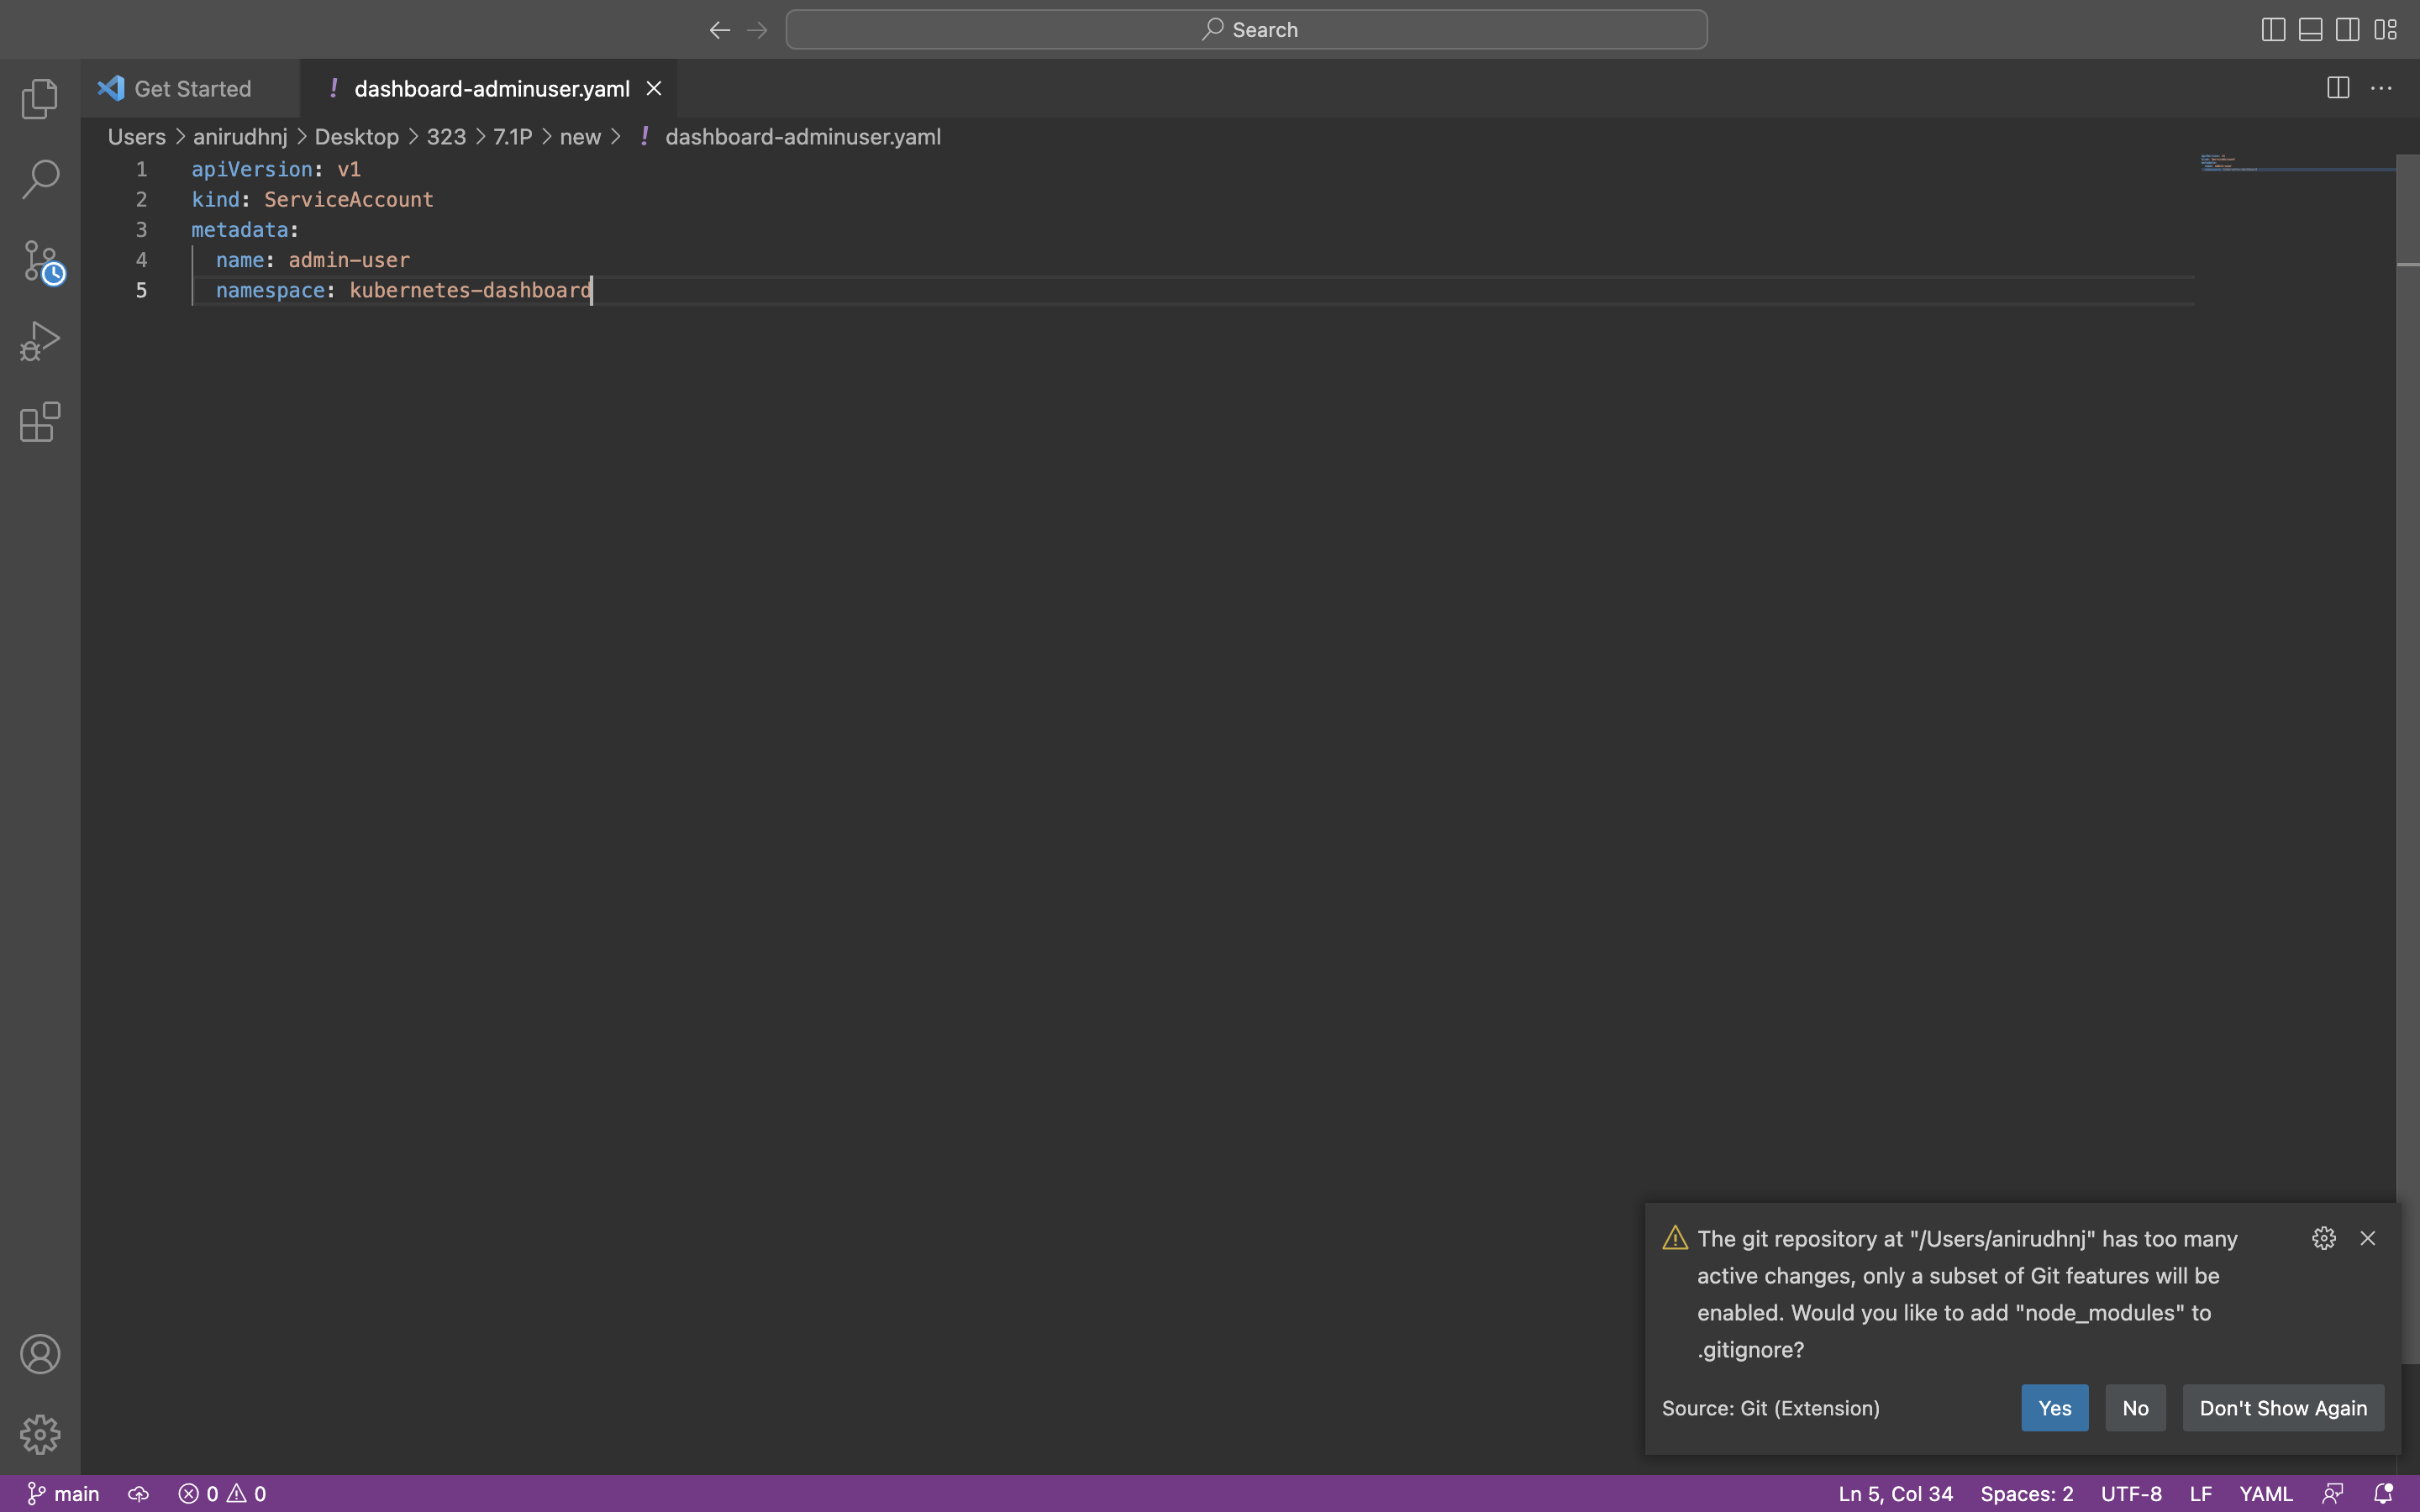 Search
Get Started
! dashboard-adminuser.yaml
Users > anirudhnj > Desktop > 323 > 7.1P > new > ! dashboard-adminuser.yaml
1 apiVersion: v1
2 kind: ServiceAccount
3 metadata:
4 name: admin-user
5 namespace: kubernetes-dashboard
The git repository at "/Users/anirudhnj" has too many
active changes, only a subset of Git features will be
enabled. Would you like to add "node_modules" to
.gitignore?
Source: Git (Extension) Yes No Don't Show Again
main 0 0 Ln 5, Col 34 Spaces: 2 UTF-8 LF YAML